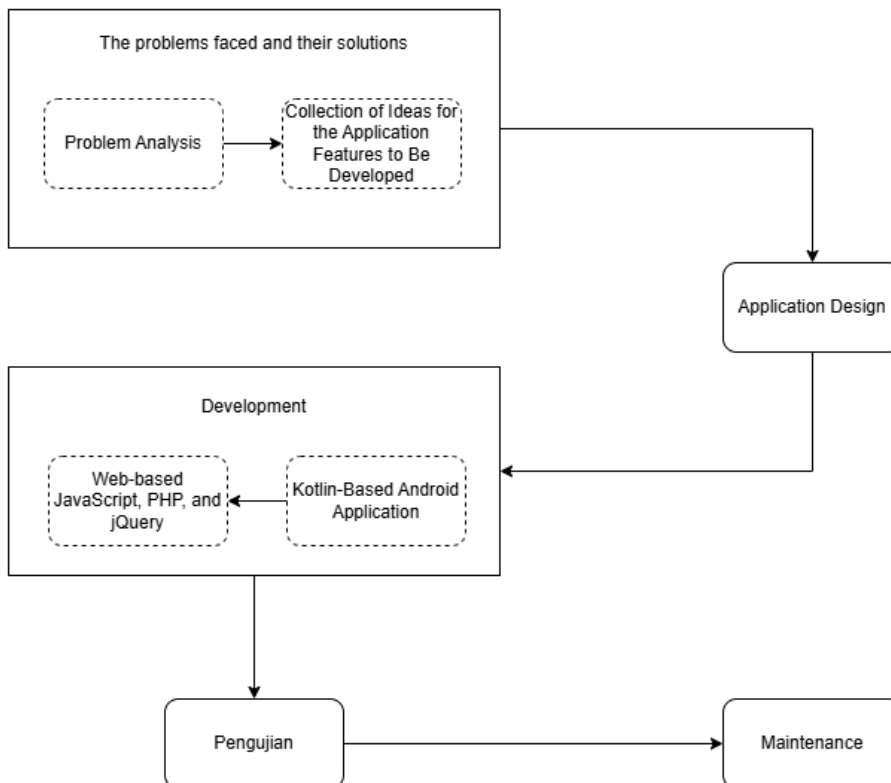 The problems faced and their solutions
Problem Analysis
Collection of Ideas for
the Application
Features to Be
Developed
Application Design
Development
Web-based
JavaScript, PHP, and
jQuery
Kotlin-Based Android
Application
Pengujian
Maintenance